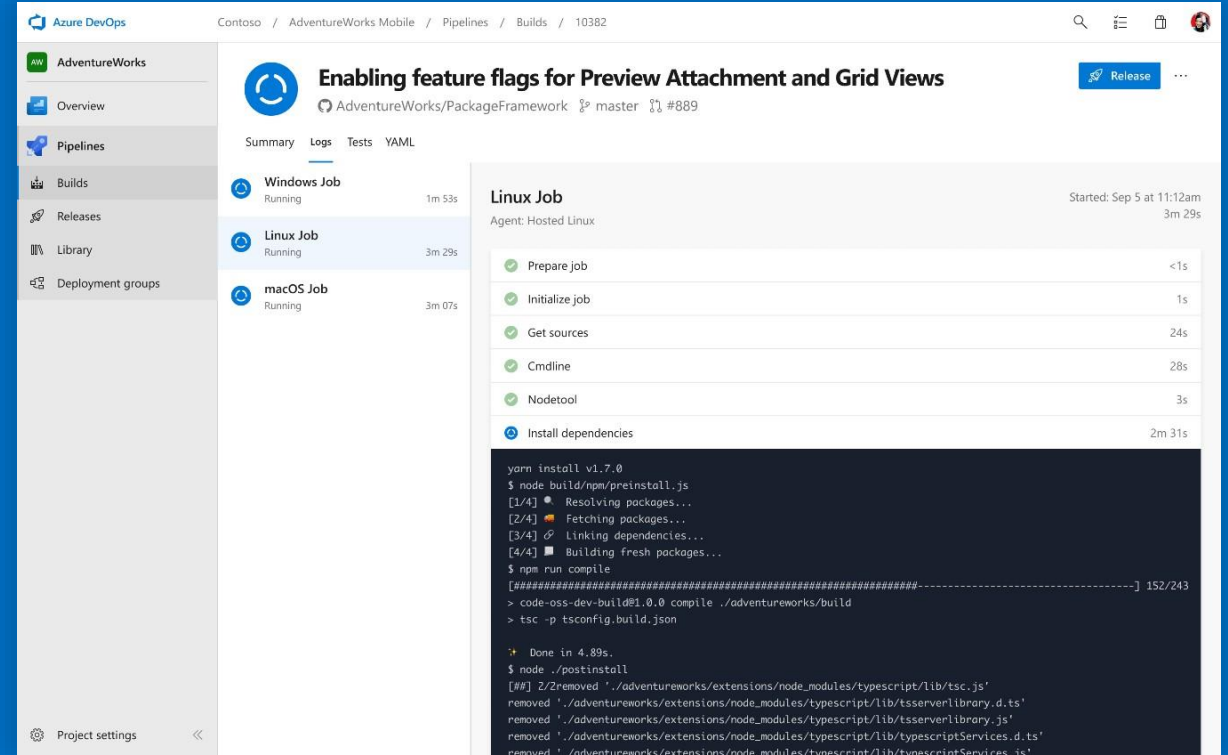 Azure DevOps
Contoso / AdventureWorks Mobile / Pipelines / Builds / 10382
AW AdventureWorks
Overview
Pipelines
Builds
Releases
Library
Deployment groups
Project settings
Enabling feature flags for Preview Attachment and Grid Views
Release
AdventureWorks/PackageFramework master #889
Summary Logs Tests YAML
Windows Job
Running 1m 53s
Linux Job
Running 3m 29s
macOS Job
Running 3m 07s
Linux Job
Agent: Hosted Linux
Started: Sep 5 at 11:12am
3m 29s
Prepare job <1s
Initialize job 1s
Get sources 24s
Cmdline 28s
Nodetool 3s
Install dependencies 2m 31s
yarn install v1.7.0
$ node build/npm/preinstall.js
[1/4] Resolving packages...
[2/4] Fetching packages...
[3/4] Linking dependencies...
[4/4] Building fresh packages...
$ npm run compile
[###################################################################------------------------------------] 152/243
> code-oss-dev-build@1.0.0 compile ./adventureworks/build
> tsc -p tsconfig.build.json
Done in 4.89s.
$ node ./postinstall
[##] 2/2removed './adventureworks/extensions/node_modules/typescript/lib/tsc.js'
removed './adventureworks/extensions/node_modules/typescript/lib/tsserverlibrary.d.ts'
removed './adventureworks/extensions/node_modules/typescript/lib/tsserverlibrary.js'
removed './adventureworks/extensions/node_modules/typescript/lib/typescriptServices.d.ts'
removed './adventureworks/extensions/node_modules/typescript/lib/typescriptServices.js'